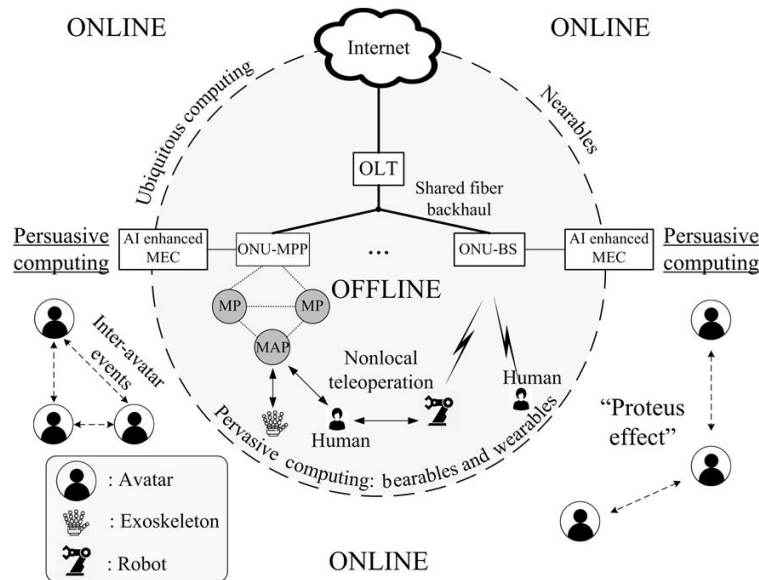 ONLINE
ONLINE
Internet
Ubiquitous computing
Nearables
OLT
Shared fiber
backhaul
Persuasive
computing
AI enhanced
MEC
ONU-MPP
...
ONU-BS
AI enhanced
MEC
Persuasive
computing
OFFLINE
MP
MP
MAP
Inter-avatar
events
Nonlocal
teleoperation
Human
Human
"Proteus
effect"
Pervasive computing: bearables and wearables
: Avatar
: Exoskeleton
: Robot
ONLINE